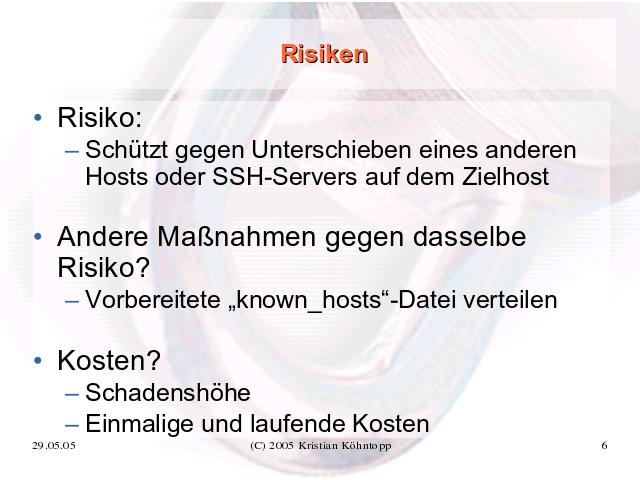 Risiken
• Risiko:
– Schützt gegen Unterschieben eines anderen
Hosts oder SSH-Servers auf dem Zielhost
• Andere Maßnahmen gegen dasselbe
Risiko?
– Vorbereitete „known_hosts“-Datei verteilen
• Kosten?
– Schadenshöhe
– Einmalige und laufende Kosten
29.05.05
(C) 2005 Kristian Köhntopp
6